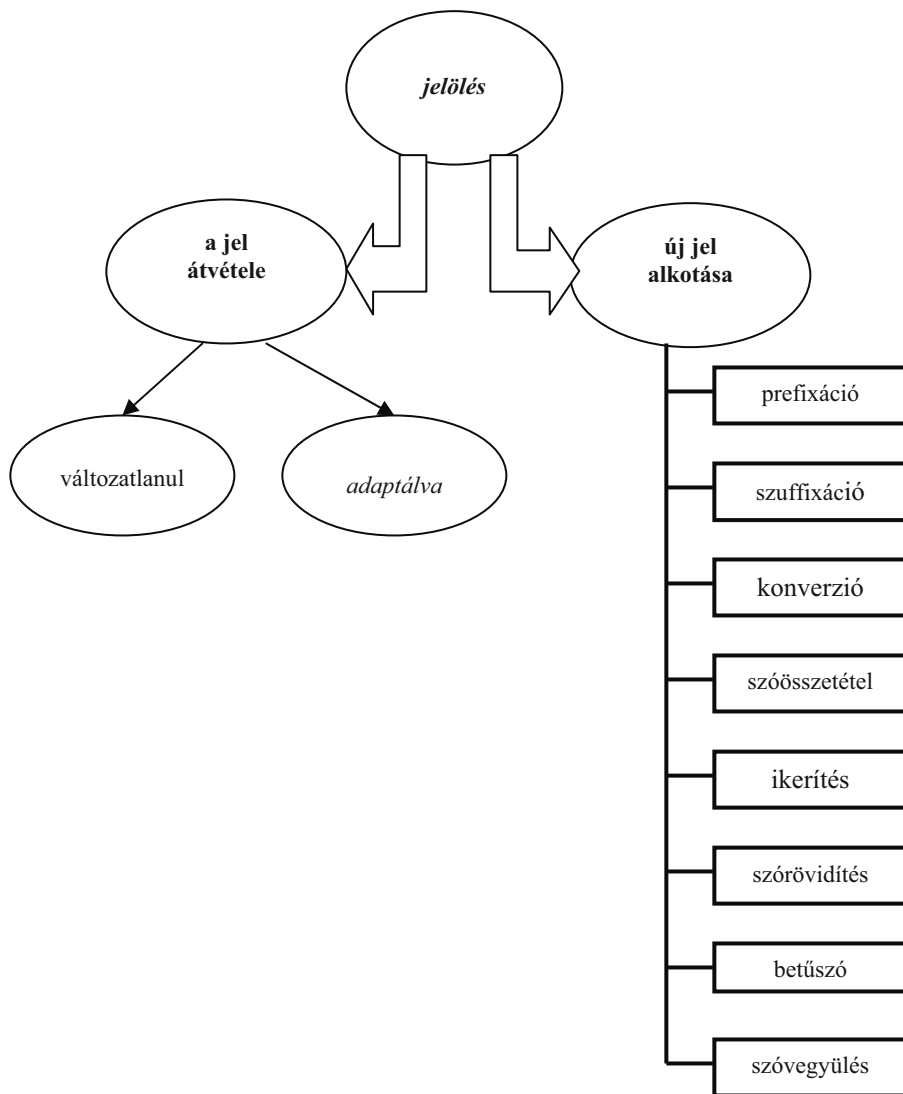 jelölés
a jel
átvétele
új jel
alkotása
változatlanul
adaptálva
prefixáció
szuffixáció
konverzió
szóösszetétel
ikerítés
szórövidítés
betűszó
szóvegyülés